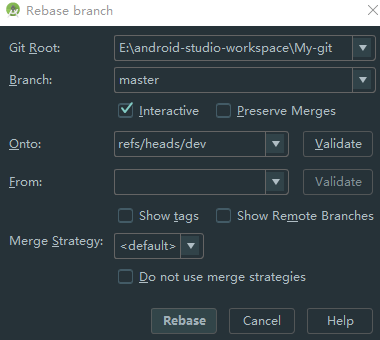 Rebase branch
Git Root: E:\android-studio-workspace\My-git
Branch: master
Interactive Preserve Merges
Onto: refs/heads/dev Validate
From: Validate
Show tags Show Remote Branches
Merge Strategy: <default>
Do not use merge strategies
Rebase Cancel Help